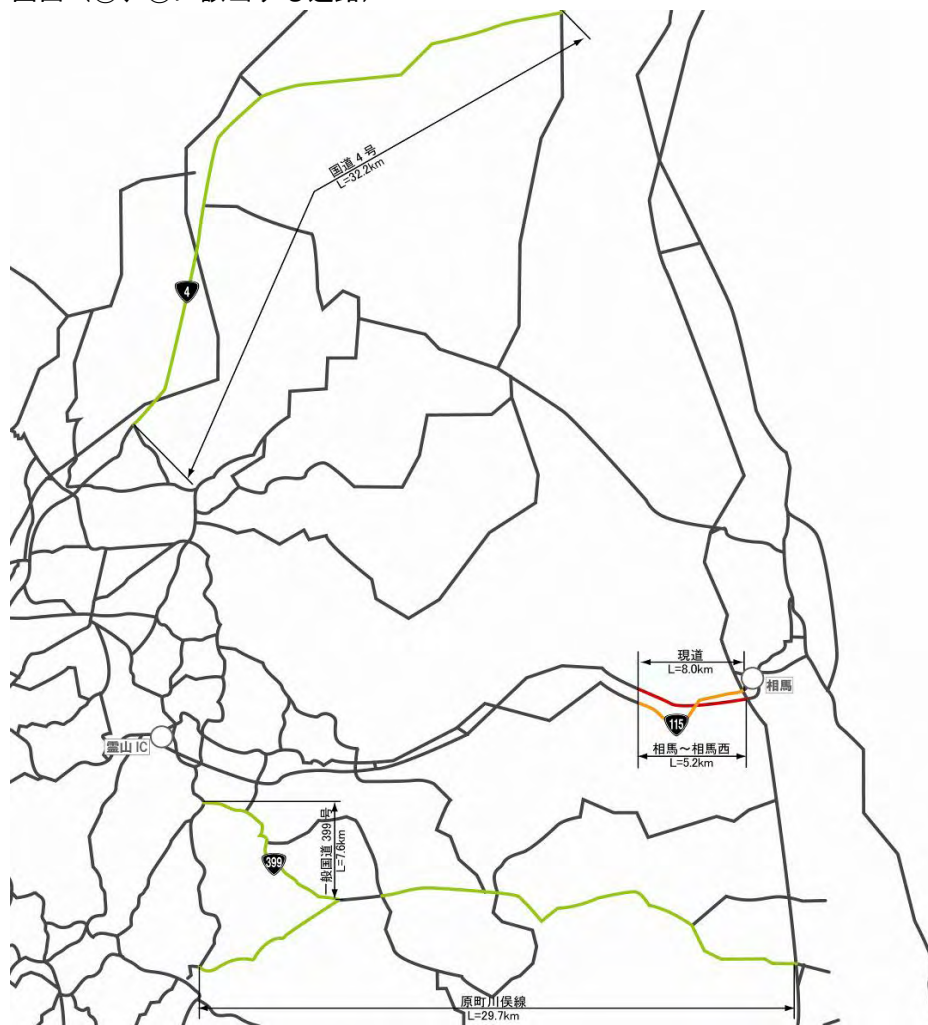 国道4号
L=32.2km
4
現道
L=8.0km
相馬
115
相馬～相馬西
L=5.2km
霊山 IC
一般国道 399 号
L=7.6km
399
原町川俣線
L=29.7km